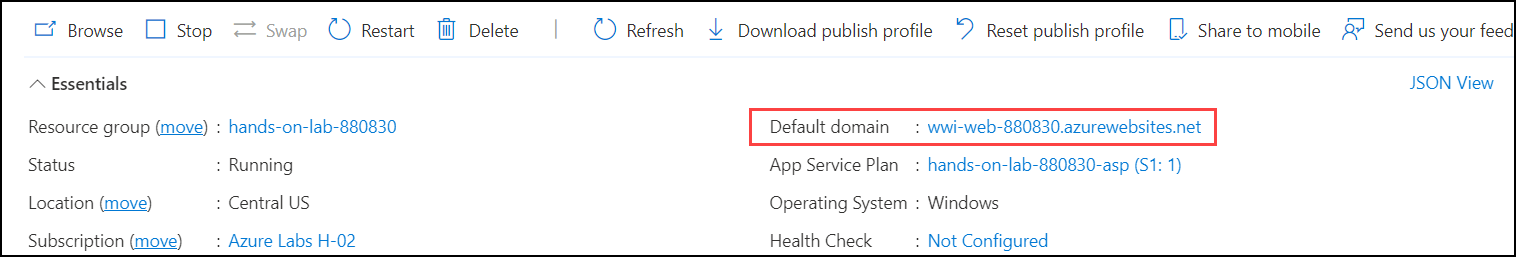 Browse Stop Swap Restart Delete Refresh Download publish profile Reset publish profile Share to mobile Send us your feed
Essentials JSON View
Resource group (move) : hands-on-lab-880830 Default domain : wwi-web-880830.azurewebsites.net
Status : Running App Service Plan : hands-on-lab-880830-asp (S1: 1)
Location (move) : Central US Operating System : Windows
Subscription (move) : Azure Labs H-02 Health Check : Not Configured